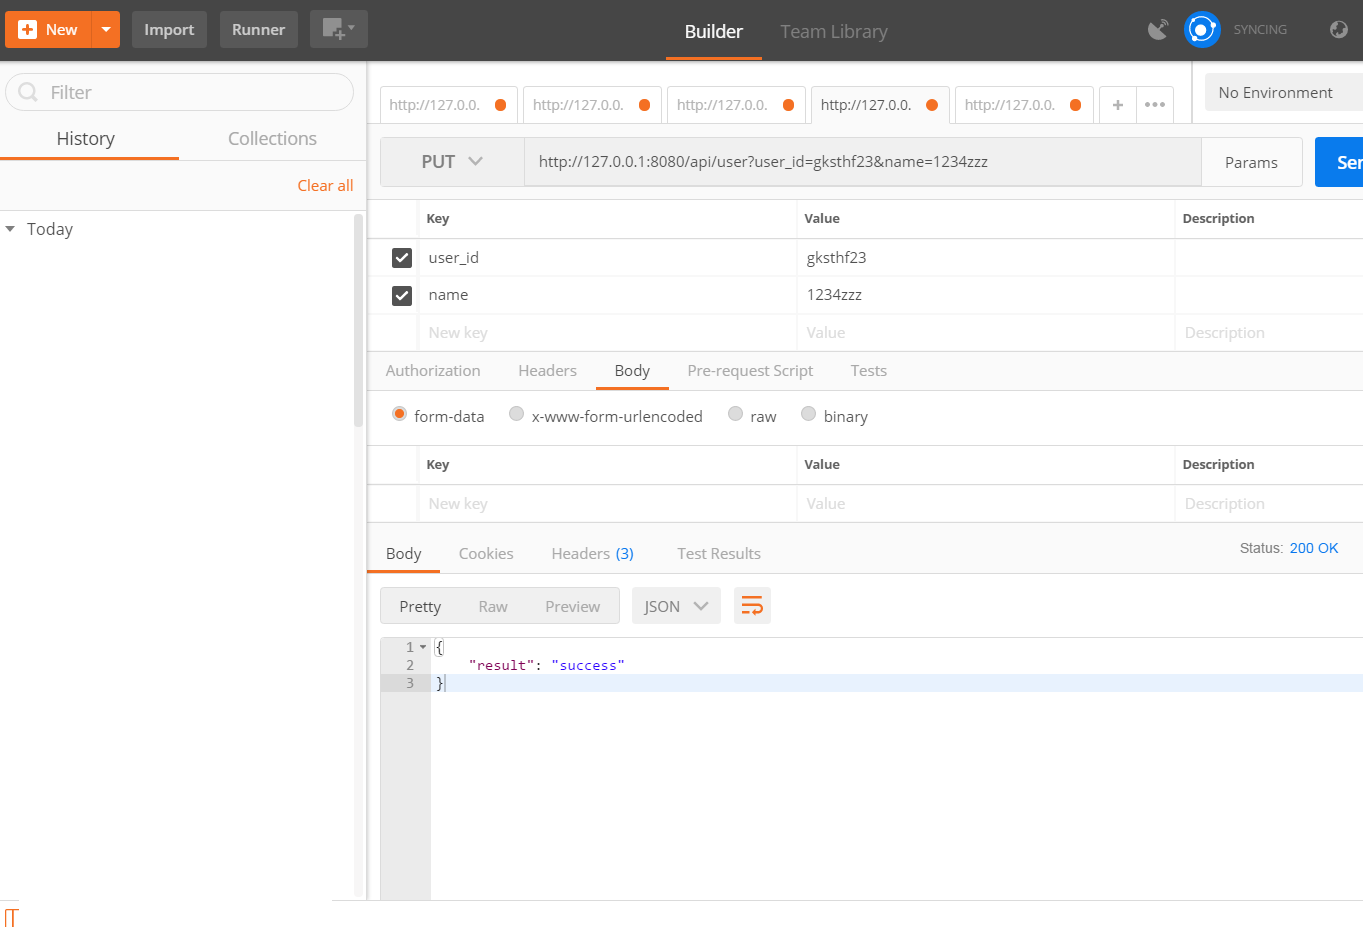 New Import Runner Builder Team Library SYNCING
Filter
http://127.0.0. http://127.0.0. http://127.0.0. http://127.0.0. http://127.0.0. + ••• No Environment
History Collections
Clear all
Today
PUT http://127.0.0.1:8080/api/user?user_id=gksthf23&name=1234zzz Params Sen
Key Value Description
user_id gksthf23
name 1234zzz
New key Value Description
Authorization Headers Body Pre-request Script Tests
form-data x-www-form-urlencoded raw binary
Key Value Description
New key Value Description
Body Cookies Headers (3) Test Results Status: 200 OK
Pretty Raw Preview JSON
1 {
2 "result": "success"
3 }